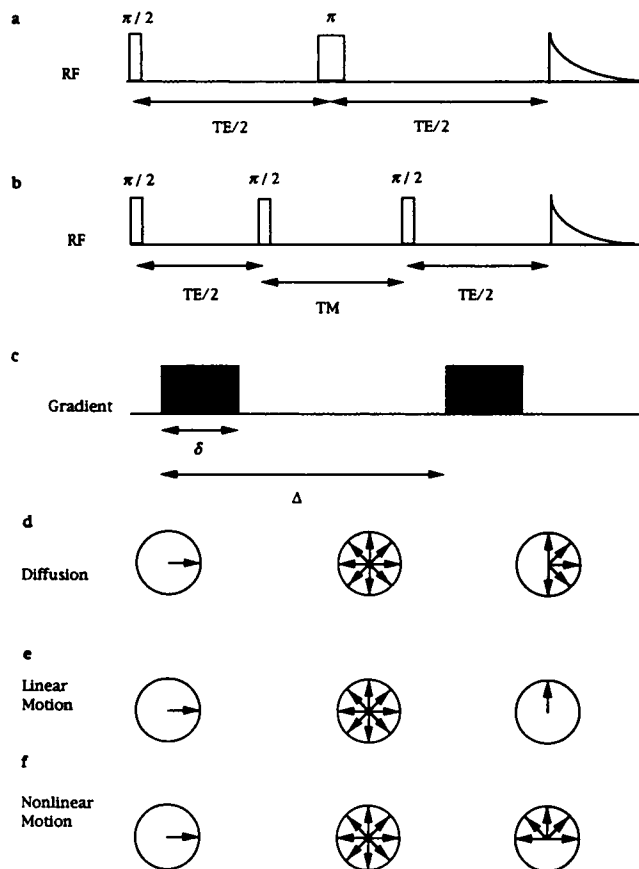 a
π/2 π
RF
TE/2 TE/2
b
π/2 π/2 π/2
RF
TE/2 TE/2
TM
c
Gradient
δ
Δ
d
Diffusion
e
Linear
Motion
f
Nonlinear
Motion